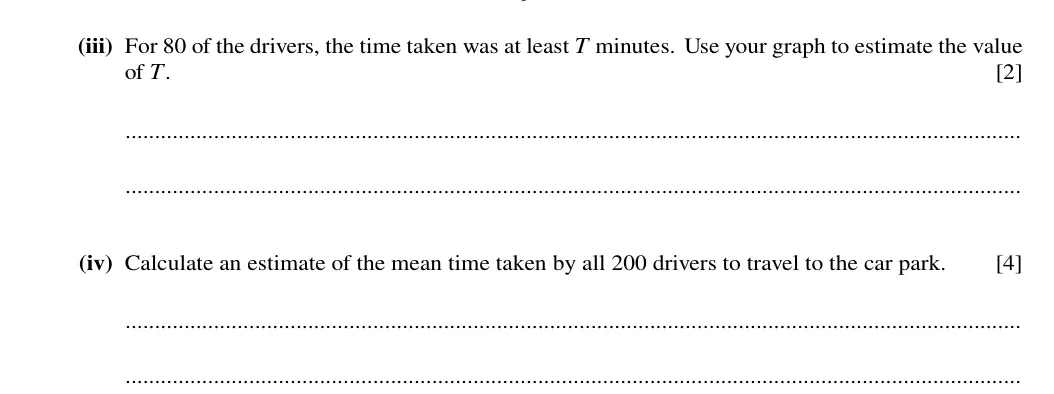 (iii) For 80 of the drivers, the time taken was at least T minutes. Use your graph to estimate the value
of T. [2]
................................................................................................................................................................
................................................................................................................................................................
(iv) Calculate an estimate of the mean time taken by all 200 drivers to travel to the car park. [4]
................................................................................................................................................................
................................................................................................................................................................